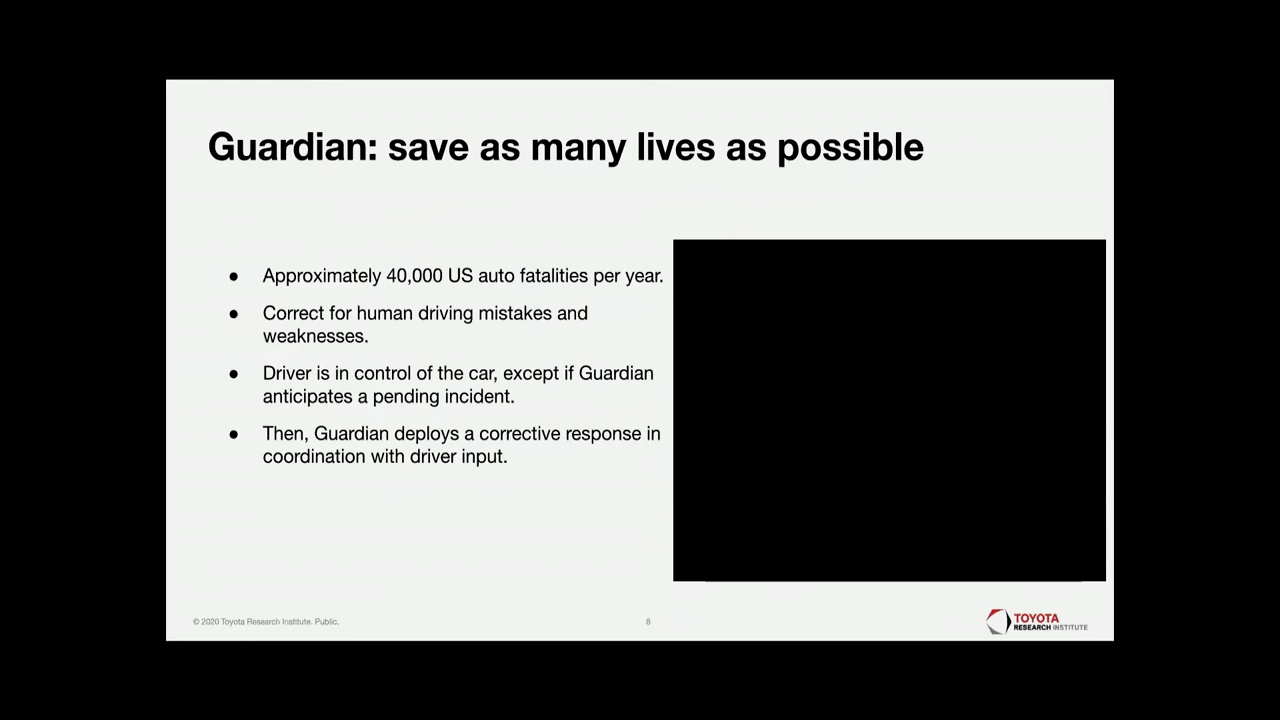 Guardian: save as many lives as possible
● Approximately 40,000 US auto fatalities per year.
● Correct for human driving mistakes and
weaknesses.
● Driver is in control of the car, except if Guardian
anticipates a pending incident.
● Then, Guardian deploys a corrective response in
coordination with driver input.
© 2020 Toyota Research Institute. Public.
8
TOYOTA
RESEARCH INSTITUTE